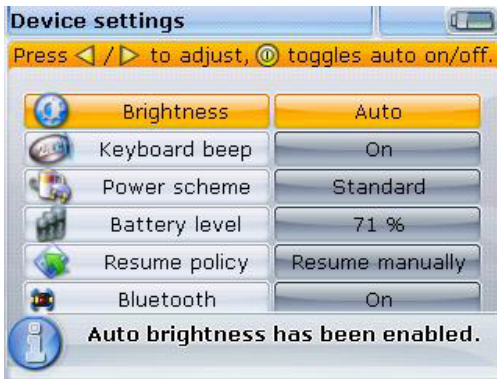 Device settings
Press ◁ / ▷ to adjust, ⏼ toggles auto on/off.
Brightness Auto
Keyboard beep On
Power scheme Standard
Battery level 71 %
Resume policy Resume manually
Bluetooth On
Auto brightness has been enabled.